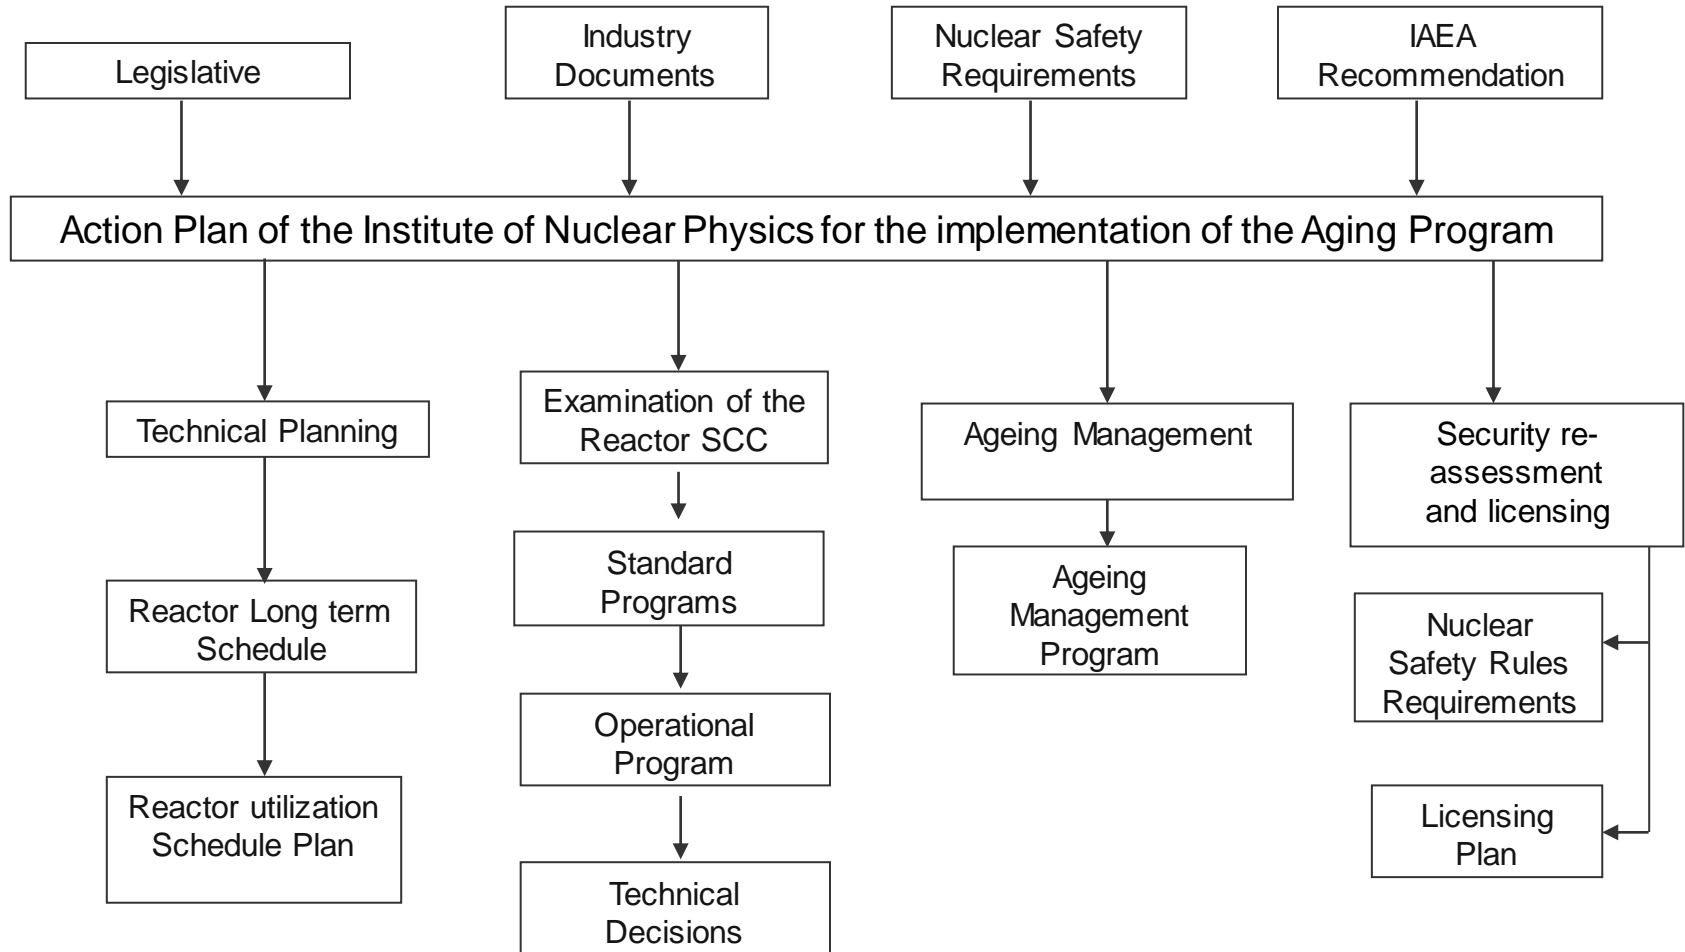 Legislative
Industry
Documents
Nuclear Safety
Requirements
IAEA
Recommendation
Action Plan of the Institute of Nuclear Physics for the implementation of the Aging Program
Technical Planning
Reactor Long term
Schedule
Reactor utilization
Schedule Plan
Examination of the
Reactor SCC
Standard
Programs
Operational
Program
Technical
Decisions
Ageing Management
Ageing
Management
Program
Security re-
assessment
and licensing
Nuclear
Safety Rules
Requirements
Licensing
Plan